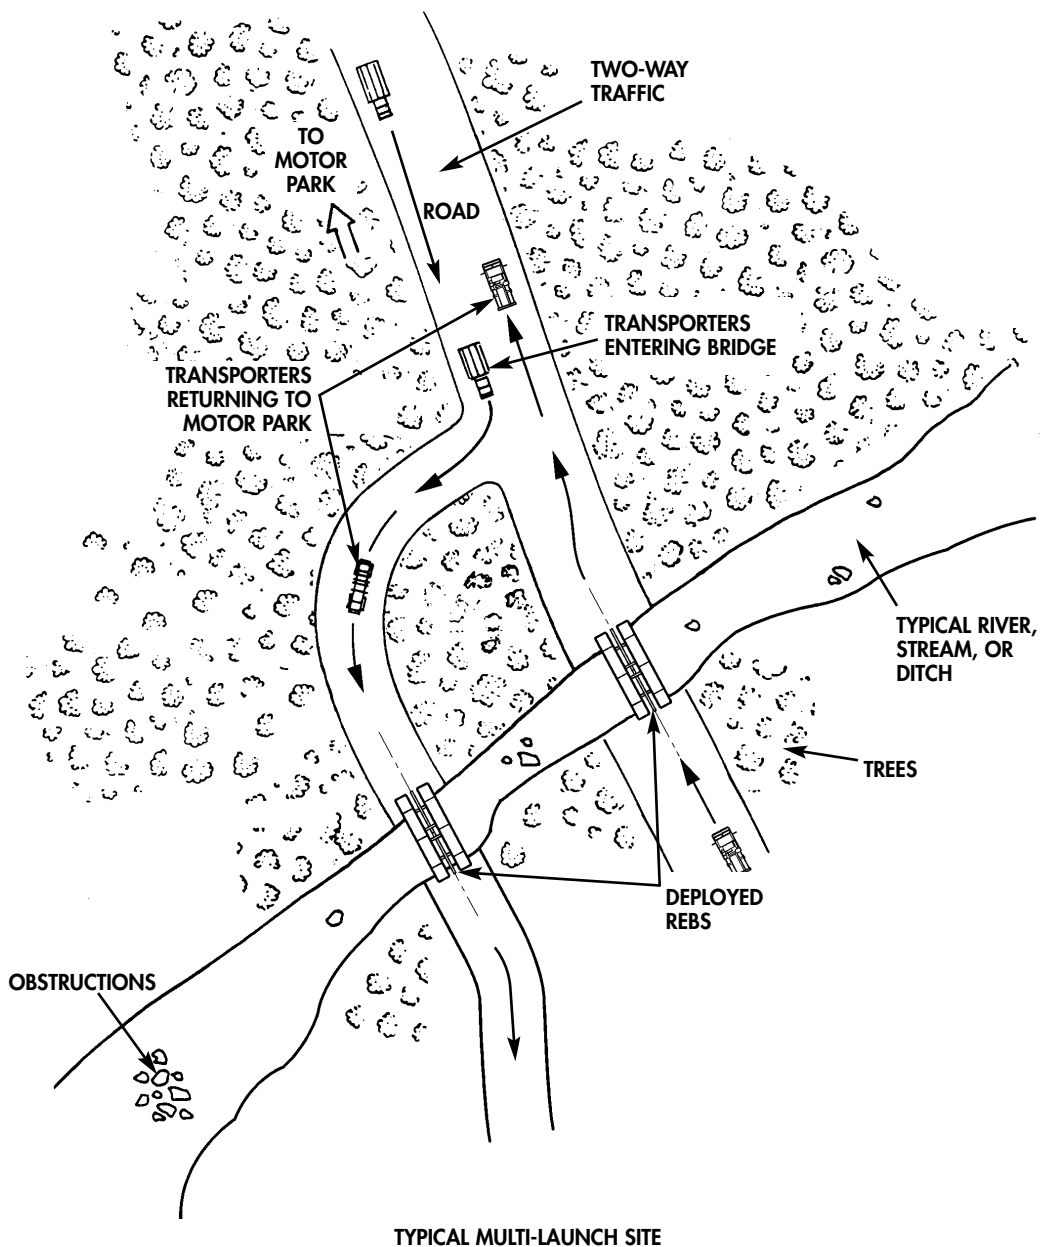 TWO-WAY
TRAFFIC
TO
MOTOR
PARK
ROAD
TRANSPORTERS
ENTERING BRIDGE
TRANSPORTERS
RETURNING TO
MOTOR PARK
TYPICAL RIVER,
STREAM, OR
DITCH
TREES
DEPLOYED
REBS
OBSTRUCTIONS
TYPICAL MULTI-LAUNCH SITE